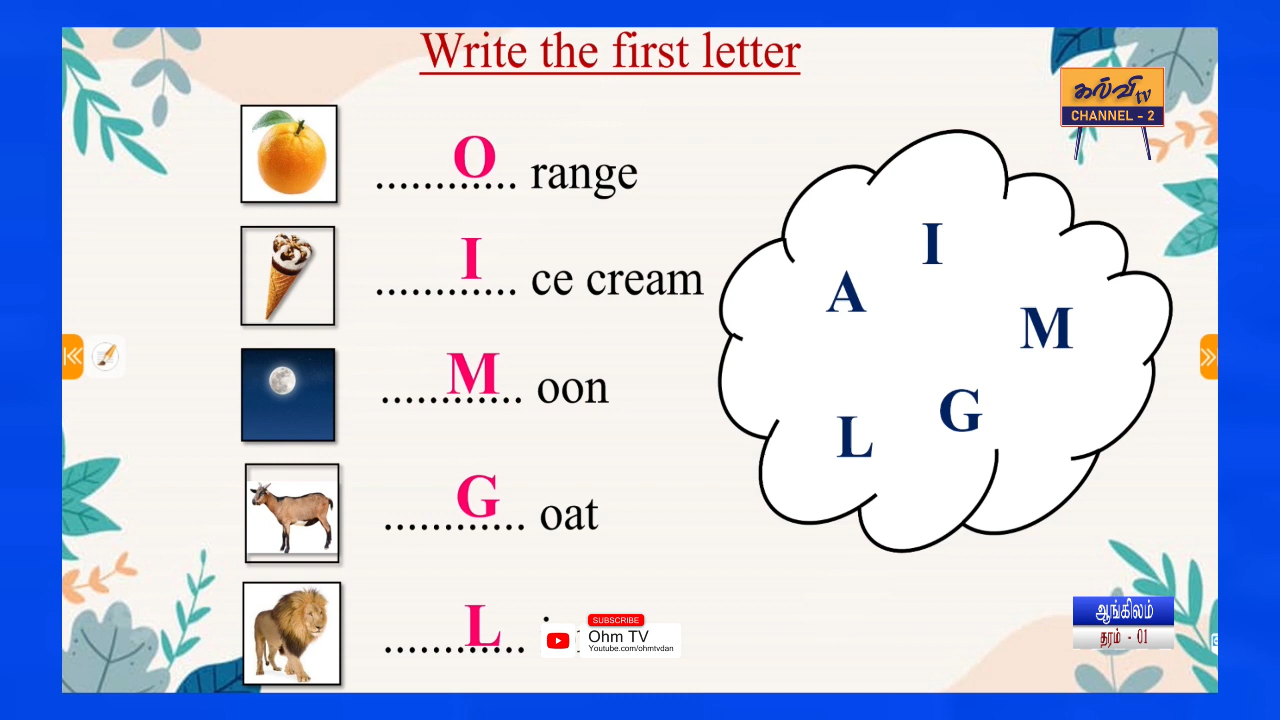 Write the first letter
கல்வி tv
CHANNEL - 2
O ............ range
I ............ ce cream
M ............ oon
G ............ oat
L ............
I
A
M
G
L
SUBSCRIBE
Ohm TV
Youtube.com/ohmtvdan
ஆங்கிலம்
தரம் - 01